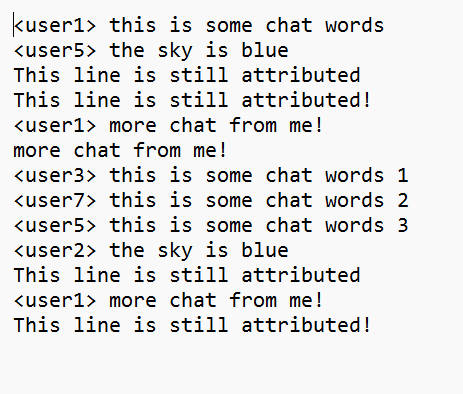 <user1> this is some chat words
<user5> the sky is blue
This line is still attributed
This line is still attributed!
<user1> more chat from me!
more chat from me!
<user3> this is some chat words 1
<user7> this is some chat words 2
<user5> this is some chat words 3
<user2> the sky is blue
This line is still attributed
<user1> more chat from me!
This line is still attributed!